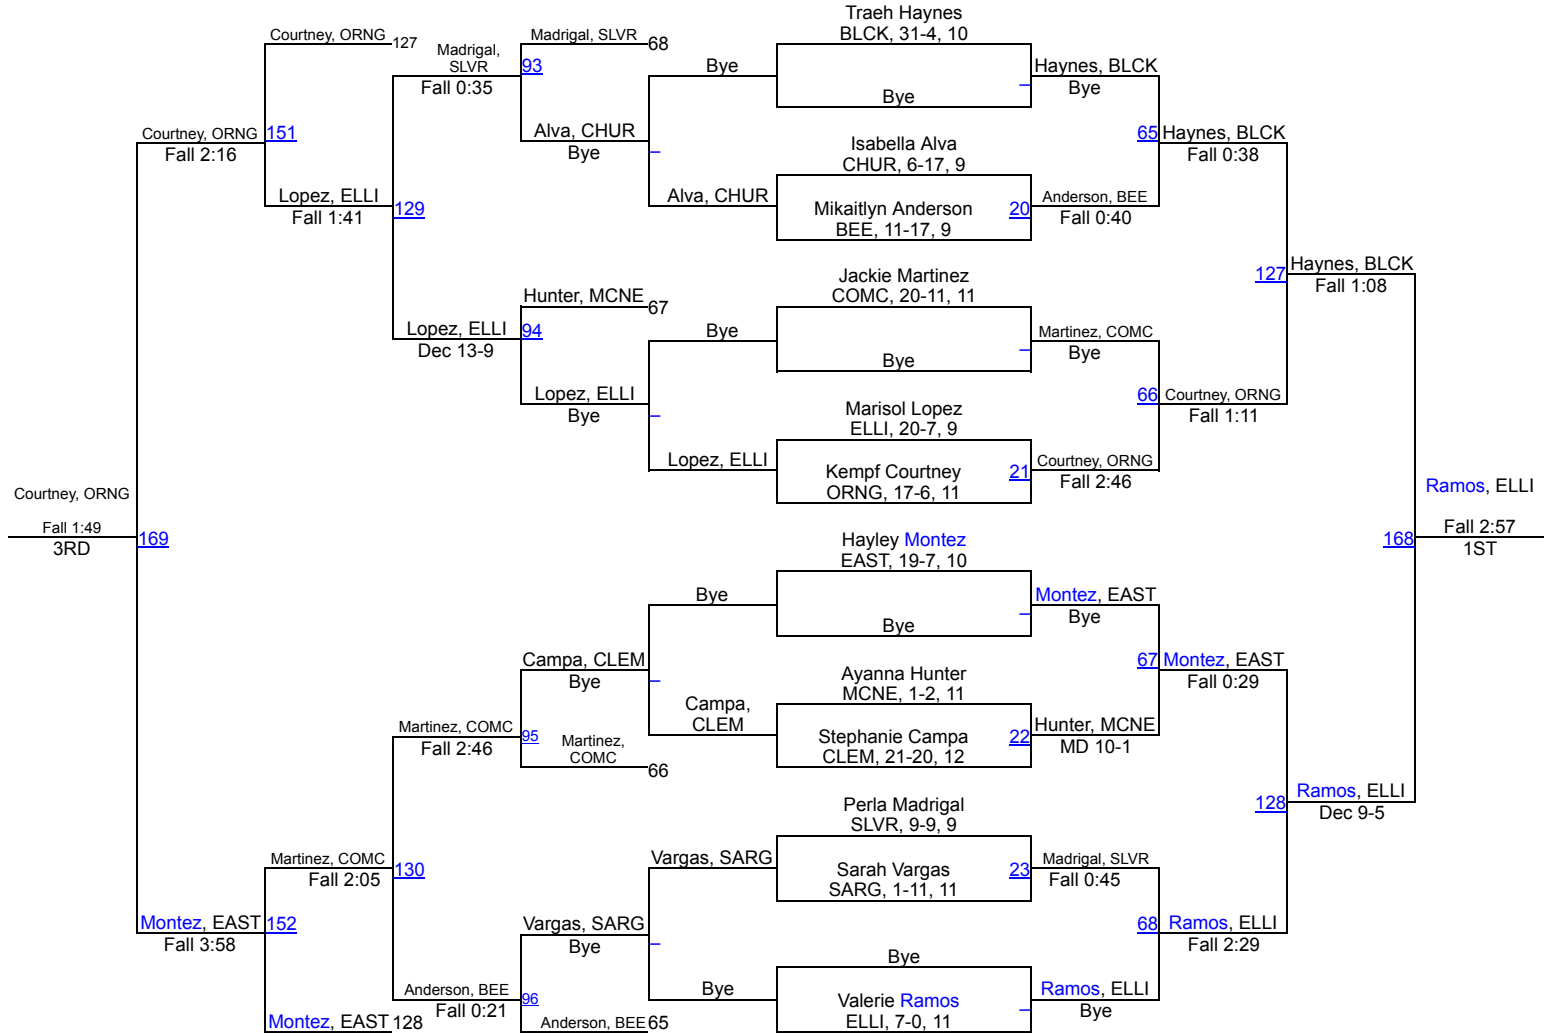 Traeh Haynes
BLCK, 31-4, 10
Courtney, ORNG 127
Madrigal,
SLVR
Fall 0:35
Madrigal, SLVR 68
93
Bye
Bye
Haynes, BLCK
Bye
Courtney, ORNG
Fall 2:16
151
Alva, CHUR
Bye
Isabella Alva
CHUR, 6-17, 9
65
Haynes, BLCK
Fall 0:38
Lopez, ELLI
Fall 1:41
129
Alva, CHUR
Mikaitlyn Anderson
BEE, 11-17, 9
20
Anderson, BEE
Fall 0:40
Jackie Martinez
COMC, 20-11, 11
127
Haynes, BLCK
Fall 1:08
Hunter, MCNE 67
Lopez, ELLI
Dec 13-9
94
Bye
Bye
Martinez, COMC
Bye
Lopez, ELLI
Bye
Marisol Lopez
ELLI, 20-7, 9
66
Courtney, ORNG
Fall 1:11
Lopez, ELLI
Kempf Courtney
ORNG, 17-6, 11
21
Courtney, ORNG
Fall 2:46
Courtney, ORNG
Fall 1:49
3RD
169
Ramos, ELLI
168
Fall 2:57
1ST
Hayley Montez
EAST, 19-7, 10
Bye
Bye
Montez, EAST
Bye
Campa, CLEM
Bye
Ayanna Hunter
MCNE, 1-2, 11
67
Montez, EAST
Fall 0:29
Campa,
CLEM
Stephanie Campa
CLEM, 21-20, 12
22
Hunter, MCNE
MD 10-1
Martinez, COMC
Fall 2:46
95
Martinez,
COMC
66
Perla Madrigal
SLVR, 9-9, 9
128
Ramos, ELLI
Dec 9-5
Martinez, COMC
Fall 2:05
130
Vargas, SARG
Sarah Vargas
SARG, 1-11, 11
23
Madrigal, SLVR
Fall 0:45
Montez, EAST
Fall 3:58
152
Vargas, SARG
Bye
68
Ramos, ELLI
Fall 2:29
Bye
Anderson, BEE
Fall 0:21
96
Bye
Valerie Ramos
ELLI, 7-0, 11
Ramos, ELLI
Bye
Montez, EAST 128
Anderson, BEE 65